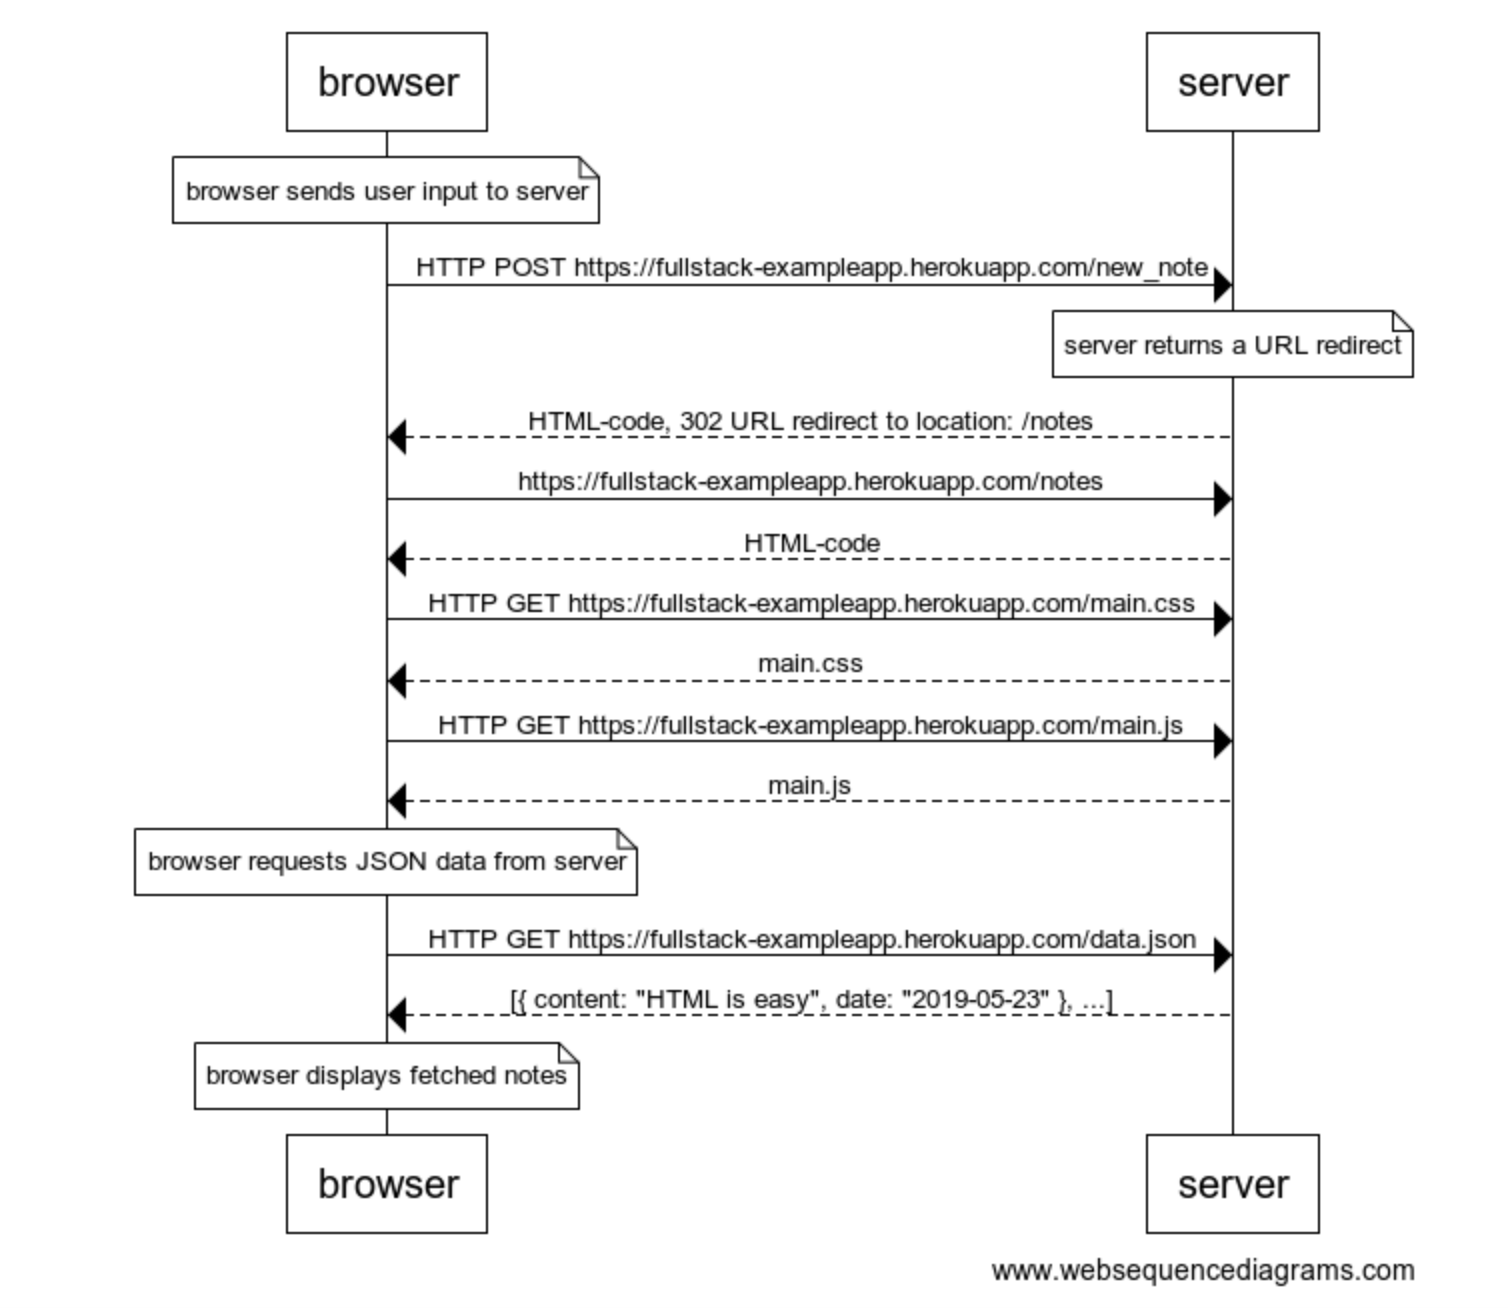 browser
server
browser sends user input to server
HTTP POST https://fullstack-exampleapp.herokuapp.com/new_note
server returns a URL redirect
HTML-code, 302 URL redirect to location: /notes
https://fullstack-exampleapp.herokuapp.com/notes
HTML-code
HTTP GET https://fullstack-exampleapp.herokuapp.com/main.css
main.css
HTTP GET https://fullstack-exampleapp.herokuapp.com/main.js
main.js
browser requests JSON data from server
HTTP GET https://fullstack-exampleapp.herokuapp.com/data.json
[{ content: "HTML is easy", date: "2019-05-23" }, ...]
browser displays fetched notes
browser
server
www.websequencediagrams.com